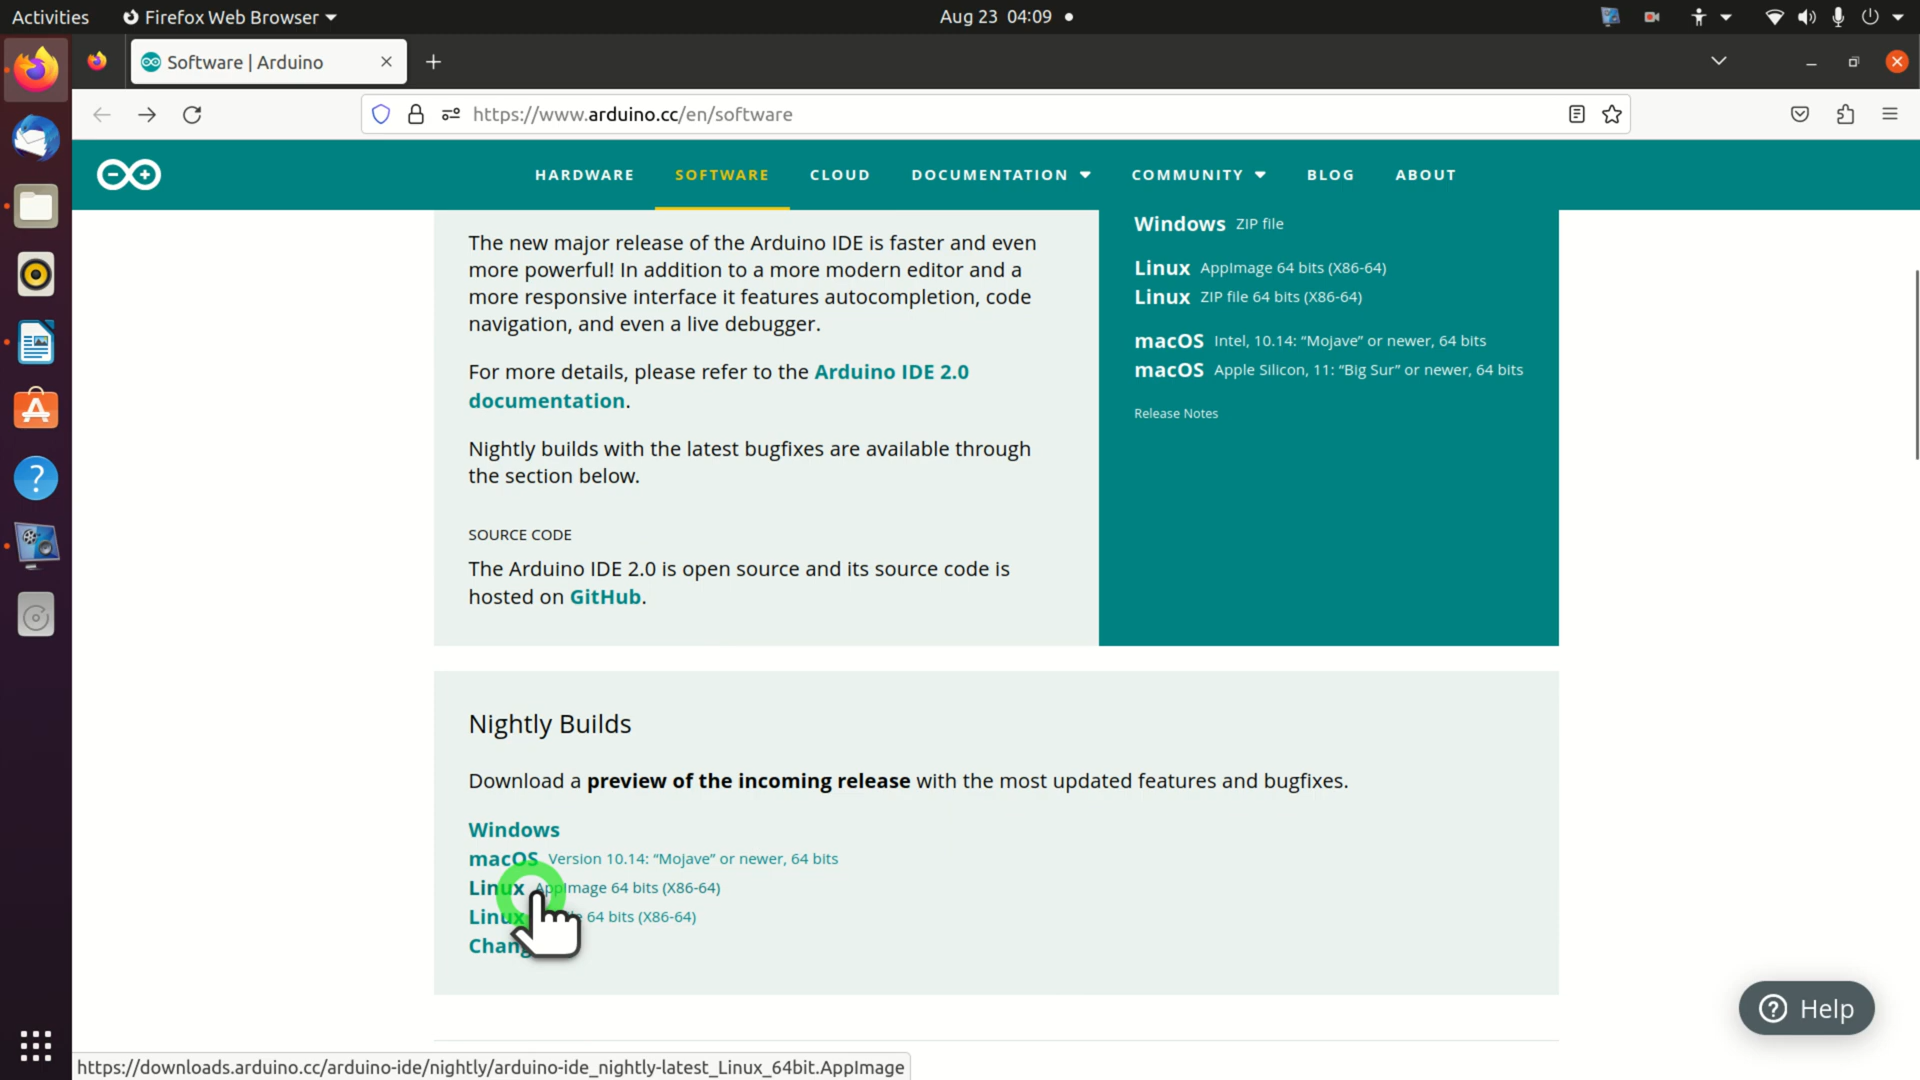 Activities
Firefox Web Browser
Aug 23 04:09
Software | Arduino
https://www.arduino.cc/en/software
HARDWARE
SOFTWARE
CLOUD
DOCUMENTATION
COMMUNITY
BLOG
ABOUT
The new major release of the Arduino IDE is faster and even
more powerful! In addition to a more modern editor and a
more responsive interface it features autocompletion, code
navigation, and even a live debugger.
For more details, please refer to the Arduino IDE 2.0
documentation.
Nightly builds with the latest bugfixes are available through
the section below.
SOURCE CODE
The Arduino IDE 2.0 is open source and its source code is
hosted on GitHub.
Windows ZIP file
Linux AppImage 64 bits (X86-64)
Linux ZIP file 64 bits (X86-64)
macOS Intel, 10.14: “Mojave” or newer, 64 bits
macOS Apple Silicon, 11: “Big Sur” or newer, 64 bits
Release Notes
Nightly Builds
Download a preview of the incoming release with the most updated features and bugfixes.
Windows
macOS Version 10.14: “Mojave” or newer, 64 bits
Linux AppImage 64 bits (X86-64)
Linux 64 bits (X86-64)
Help
https://downloads.arduino.cc/arduino-ide/nightly/arduino-ide_nightly-latest_Linux_64bit.AppImage